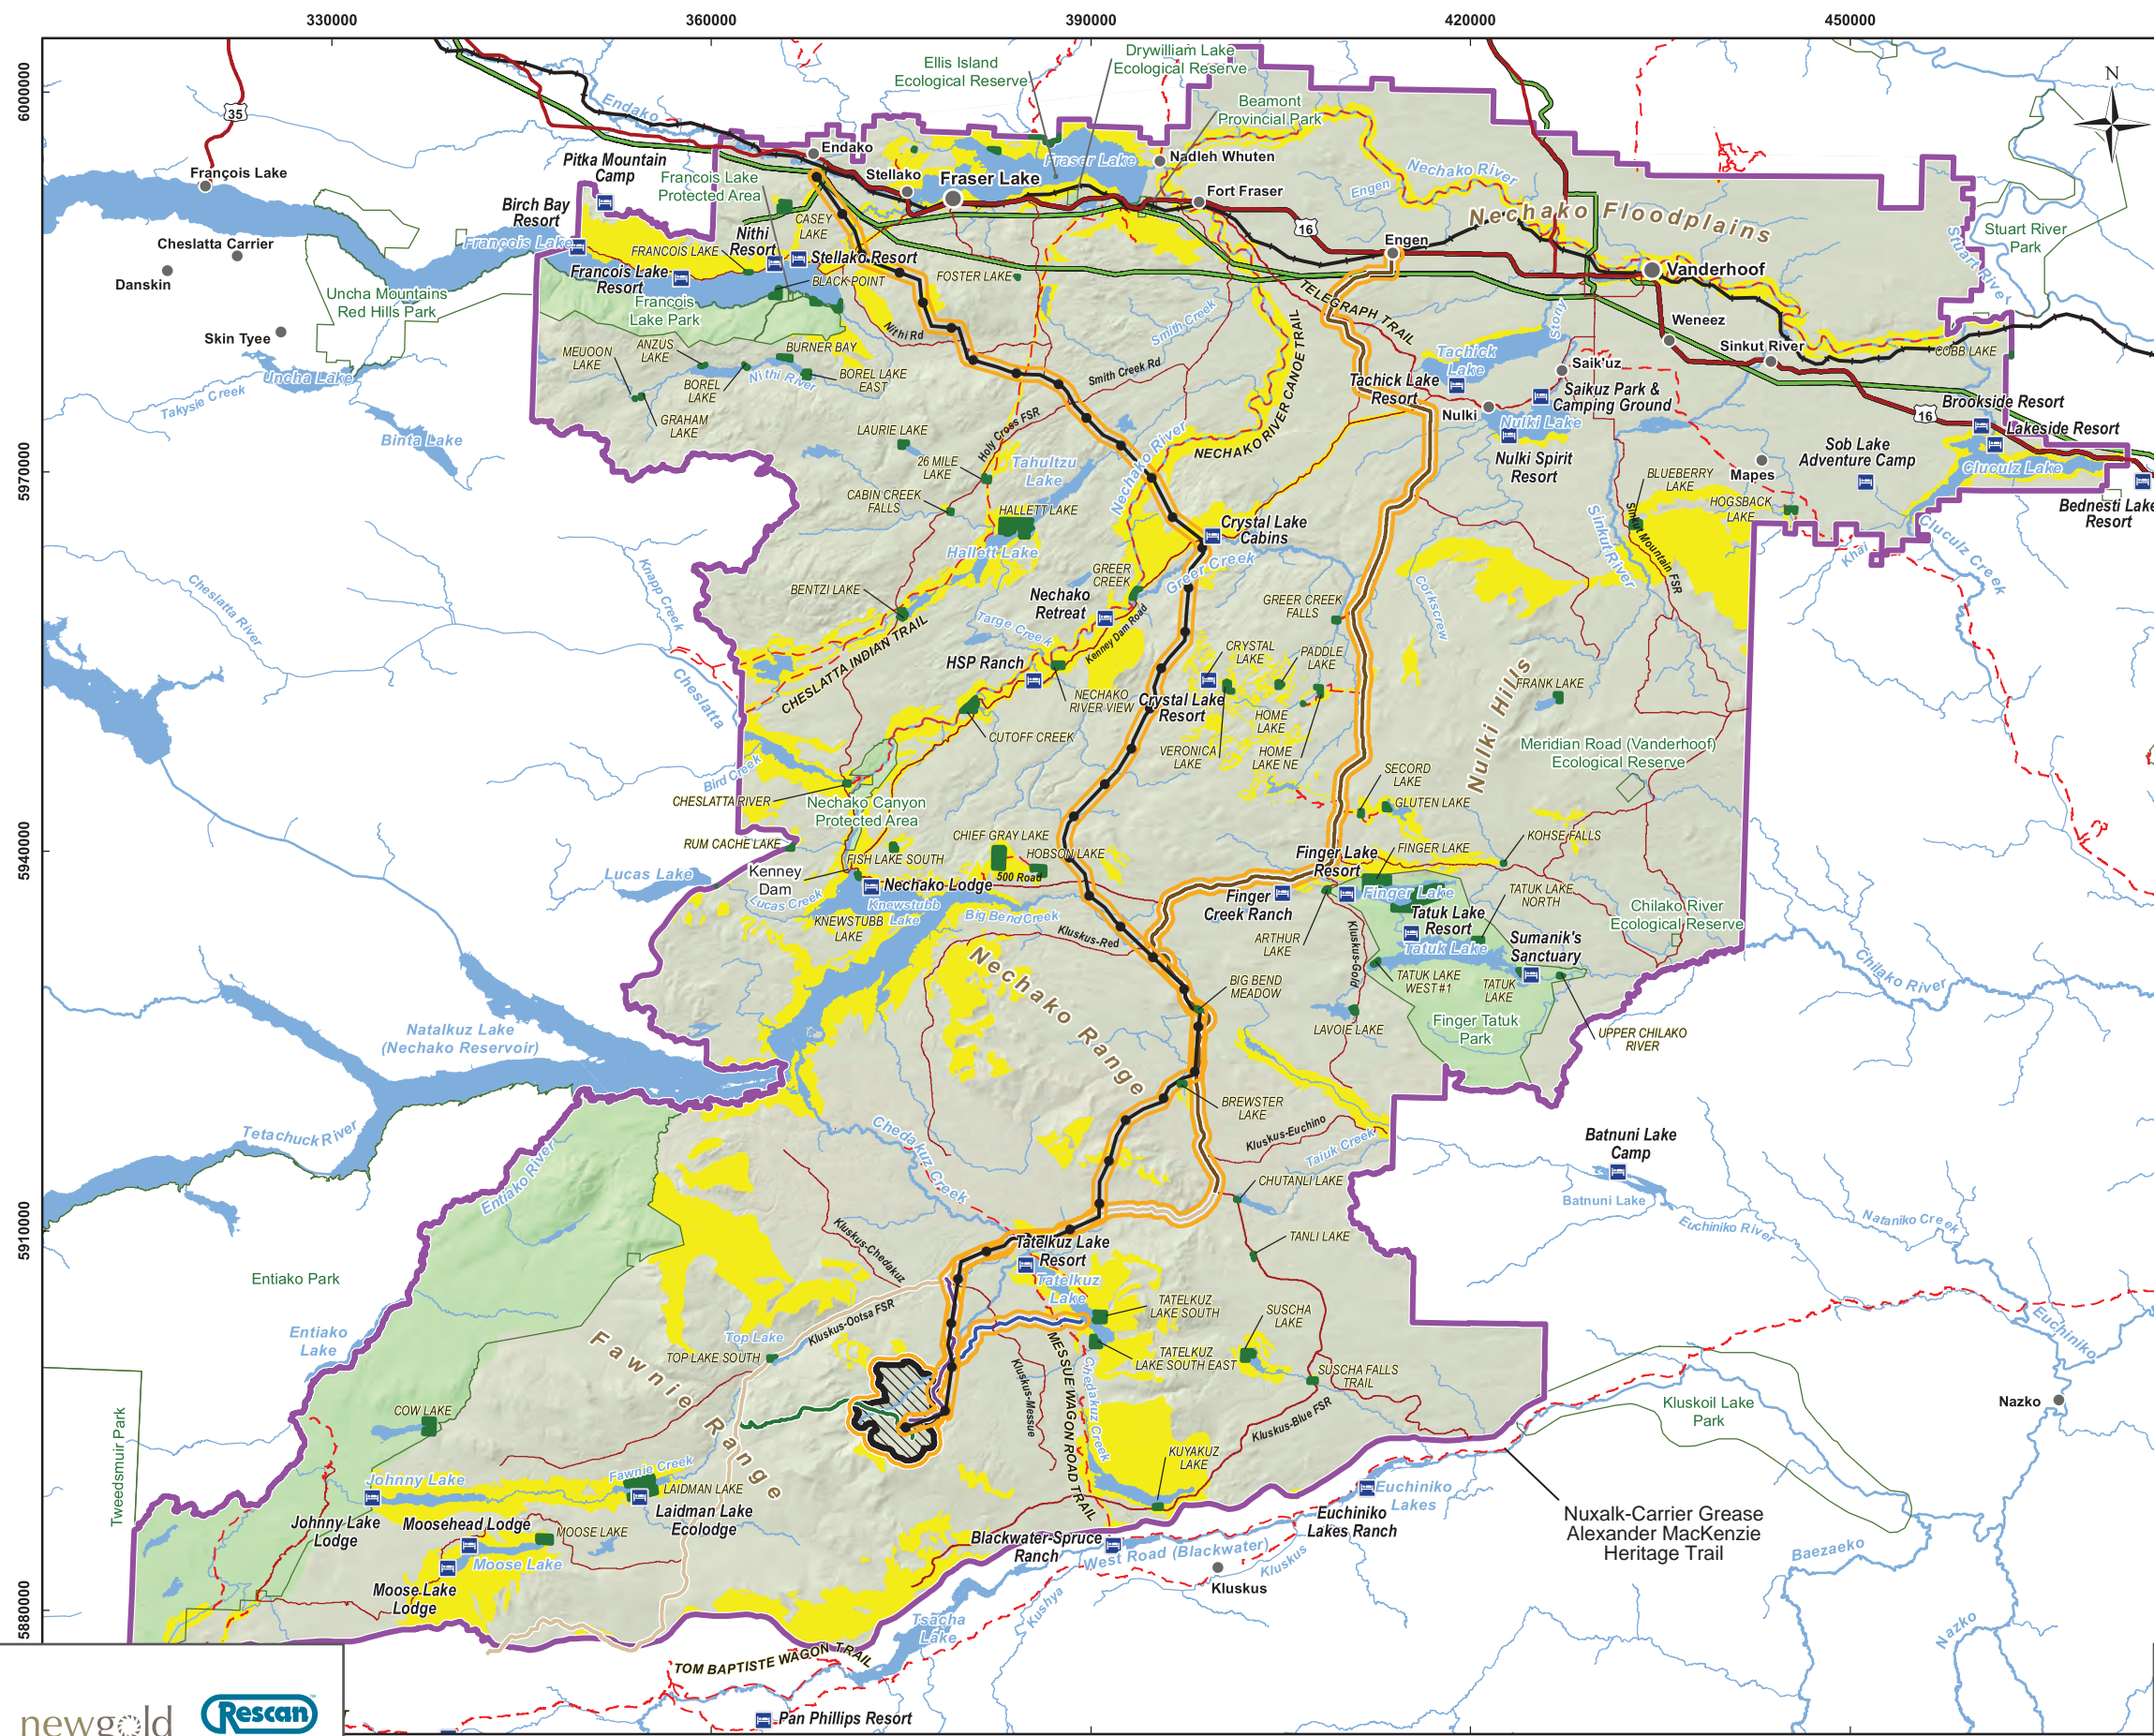 330000
360000
390000
420000
450000
6000000
5970000
5940000
5910000
5880000
N
35
Endako
Ellis Island
Ecological Reserve
Drywilliam Lake
Ecological Reserve
Beamont
Provincial Park
François Lake
Pitka Mountain
Camp
Endako
Francois Lake
Protected Area
Stellako
Fraser Lake
Fraser Lake
Nadleh Whuten
Fort Fraser
Engen
Nechako River
Nechako Floodplains
16
Engen
Vanderhoof
Stuart River
Stuart River
Park
Birch Bay
Resort
François Lake
Cheslatta Carrier
Danskin
Uncha Mountains
Red Hills Park
Skin Tyee
Uncha Lake
Takysie Creek
Binta Lake
FRANCOIS LAKE
Nithi
Resort
CASEY
LAKE
Stellako Resort
Francois Lake
Resort
BLACK POINT
FOSTER LAKE
Francois
Lake Park
Nithi Rd
MEUOON
LAKE
ANZUS
LAKE
BURNER BAY
BOREL
LAKE
Nithi River
BOREL LAKE
EAST
GRAHAM
LAKE
Smith Creek
Smith Creek Rd
TELEGRAPH TRAIL
NECHAKO RIVER CANOE TRAIL
Nechako River
Tachick
Lake
Stony
Tachick Lake
Resort
Weneez
Sinkut River
COBB LAKE
Saik'uz
Saikuz Park &
Camping Ground
Nulki
Nulki Lake
Nulki Spirit
Resort
16
Brookside Resort
Lakeside Resort
Sob Lake
Adventure Camp
Cluculz Lake
Mapes
Bednesti Lake
Resort
BLUEBERRY
LAKE
HOGSBACK
LAKE
Sinkut River
Sinkut Mountain FSR
Khai
Cluculz Creek
LAURIE LAKE
Holy Cross FSR
26 MILE
LAKE
Tahultzu
Lake
CABIN CREEK
FALLS
HALLETT LAKE
Hallett Lake
Crystal Lake
Cabins
Greer Creek
GREER
CREEK
BENTZI LAKE
Nechako
Retreat
Targe Creek
Kenney Dam Road
GREER CREEK
FALLS
Corkscrew
Cheslatta River
Knapp Creek
Cheslatta
CHESLATTA INDIAN TRAIL
HSP Ranch
NECHAKO
RIVER VIEW
CUTOFF CREEK
CRYSTAL
LAKE
PADDLE
LAKE
Crystal Lake
Resort
HOME
LAKE
VERONICA
LAKE
HOME
LAKE NE
FRANK LAKE
Nulki Hills
Meridian Road (Vanderhoof)
Ecological Reserve
Bird Creek
CHESLATTA RIVER
Nechako Canyon
Protected Area
SECORD
LAKE
GLUTEN LAKE
KOHSE FALLS
RUM CACHE LAKE
FISH LAKE SOUTH
CHIEF GRAY LAKE
HOBSON LAKE
500 Road
Finger Lake
Resort
FINGER LAKE
Finger Lake
Lucas Lake
Kenney
Dam
Lucas Creek
Nechako Lodge
Knewstubb
Lake
KNEWSTUBB
LAKE
Big Bend Creek
Kluskus-Red
Finger
Creek Ranch
ARTHUR
LAKE
Kluskus-Gold
Tatuk Lake
Resort
TATUK LAKE
NORTH
Tatuk Lake
Sumanik's
Sanctuary
TATUK LAKE
WEST #1
TATUK
LAKE
Chilako River
Ecological Reserve
Chilako River
BIG BEND
MEADOW
LAVOIE LAKE
Finger Tatuk
Park
UPPER CHILAKO
RIVER
Nechako Range
Natalkuz Lake
(Nechako Reservoir)
BREWSTER
LAKE
Kluskus-Euchino
Taiuk Creek
Tetachuck River
Entiako River
Chedakuz Creek
Batnuni Lake
Camp
Batnuni Lake
Euchiniko River
Nataniko Creek
CHUTANLI LAKE
TANLI LAKE
Entiako Park
Kluskus-Chedakuz
Tatelkuz Lake
Resort
Tatelkuz
Lake
Kluskus-Ootsa FSR
Top Lake
TOP LAKE SOUTH
TATELKUZ
LAKE SOUTH
TATELKUZ
LAKE SOUTH EAST
SUSCHA
LAKE
SUSCHA FALLS
TRAIL
Euchiniko
Entiako
Lake
Fawnie Range
Kluskus-Messue
MESSUE WAGON ROAD TRAIL
Chedakuz Creek
Kluskus-Blue FSR
Kluskoil Lake
Park
Nazko
Tweedsmuir Park
COW LAKE
KUYAKUZ
LAKE
Johnny Lake
Fawnie Creek
LAIDMAN LAKE
Laidman Lake
Ecolodge
Johnny Lake
Lodge
Moosehead Lodge
MOOSE LAKE
Moose Lake
Moose Lake
Lodge
Euchiniko
Lakes
Euchiniko
Lakes Ranch
Nuxalk-Carrier Grease
Alexander MacKenzie
Heritage Trail
Blackwater-Spruce
Ranch
West Road (Blackwater)
Kluskus
Kluskus
Kushya
Baezaeko
Nazko
Tsacha
Lake
TOM BAPTISTE WAGON TRAIL
Pan Phillips Resort
newgold
Rescan